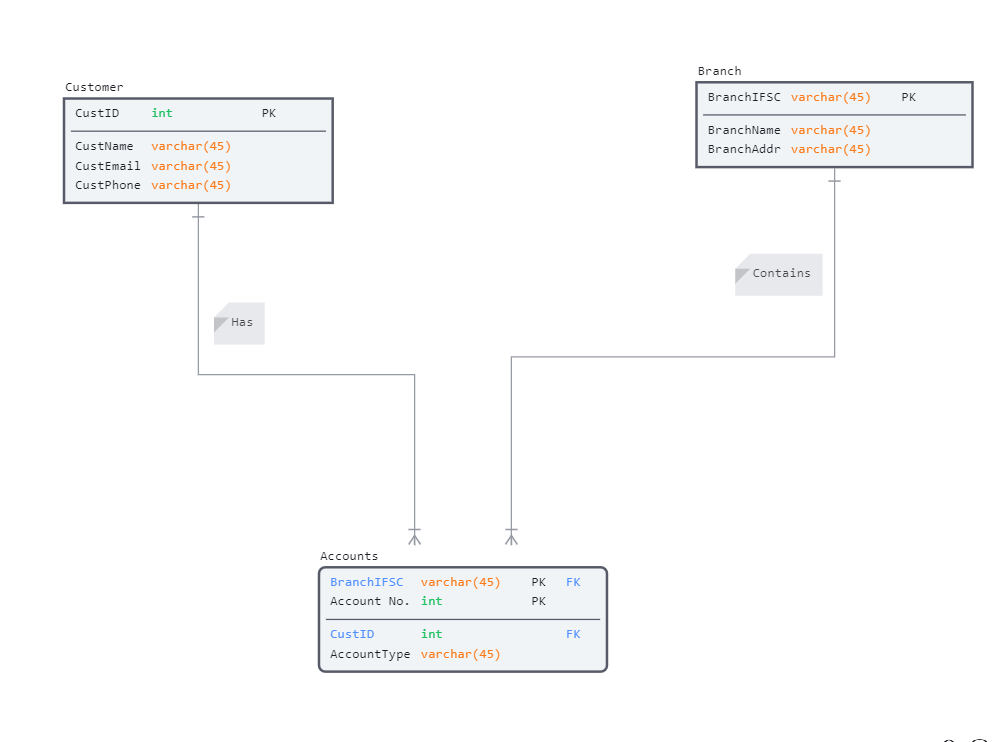 Customer
CustID int PK
CustName varchar(45)
CustEmail varchar(45)
CustPhone varchar(45)
Branch
BranchIFSC varchar(45) PK
BranchName varchar(45)
BranchAddr varchar(45)
Contains
Has
Accounts
BranchIFSC varchar(45) PK FK
Account No. int PK
CustID int FK
AccountType varchar(45)